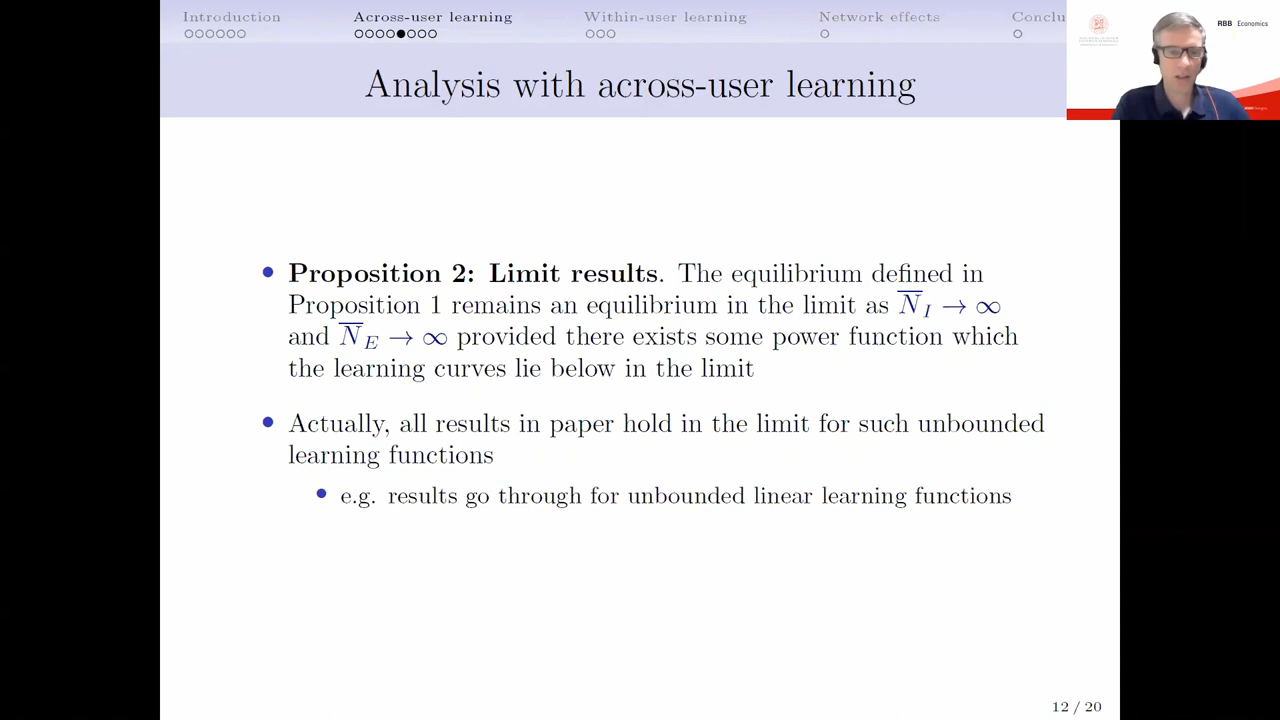 Introduction
Across-user learning
Within-user learning
Network effects
Conclu
RBB Economics
Analysis with across-user learning
• Proposition 2: Limit results. The equilibrium defined in
Proposition 1 remains an equilibrium in the limit as N̅_I → ∞
and N̅_E → ∞ provided there exists some power function which
the learning curves lie below in the limit
• Actually, all results in paper hold in the limit for such unbounded
learning functions
• e.g. results go through for unbounded linear learning functions
12 / 20